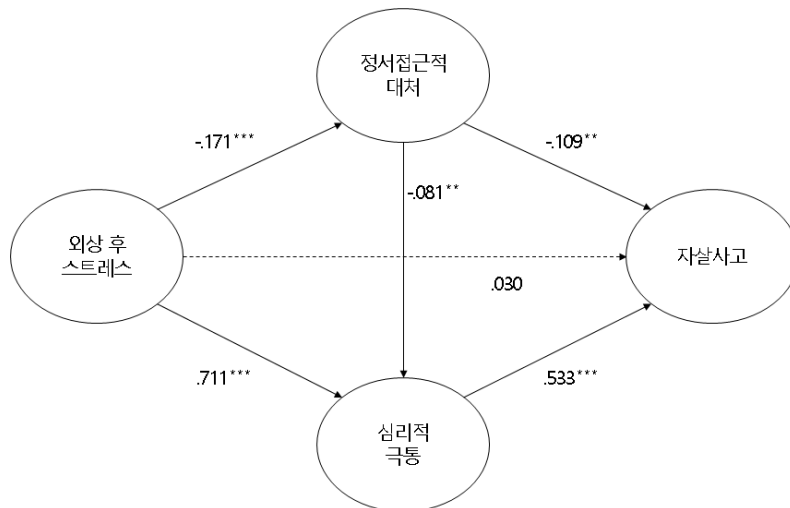 정서접근적
대처
-.171***
-.109**
-.081**
외상 후
스트레스
자살사고
.030
.711***
.533***
심리적
극통